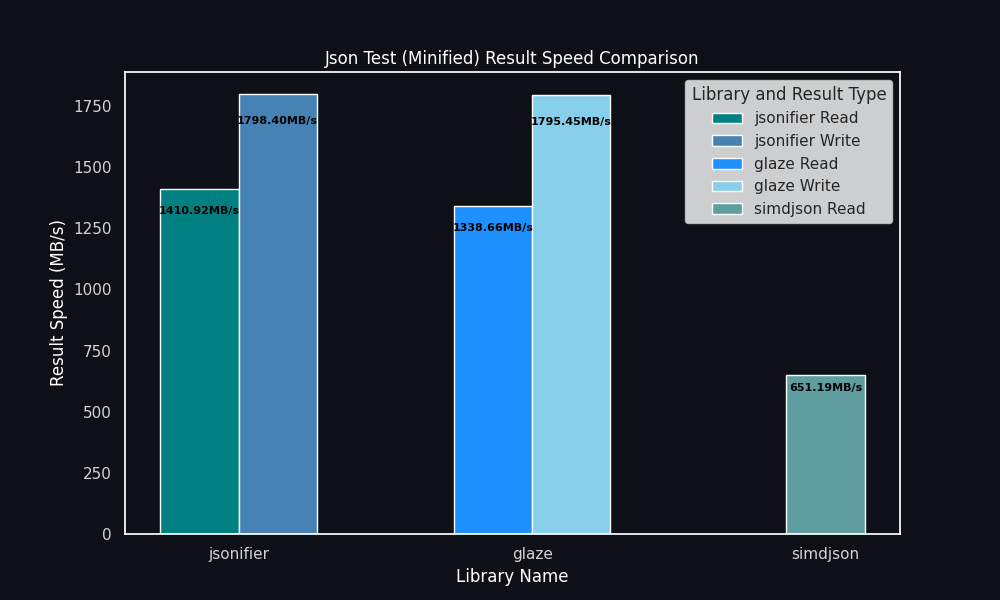 Json Test (Minified) Result Speed Comparison
Result Speed (MB/s)
1750
1500
1250
1000
750
500
250
0
1410.92MB/s
1798.40MB/s
1338.66MB/s
1795.45MB/s
651.19MB/s
Library and Result Type
jsonifier Read
jsonifier Write
glaze Read
glaze Write
simdjson Read
jsonifier
glaze
simdjson
Library Name